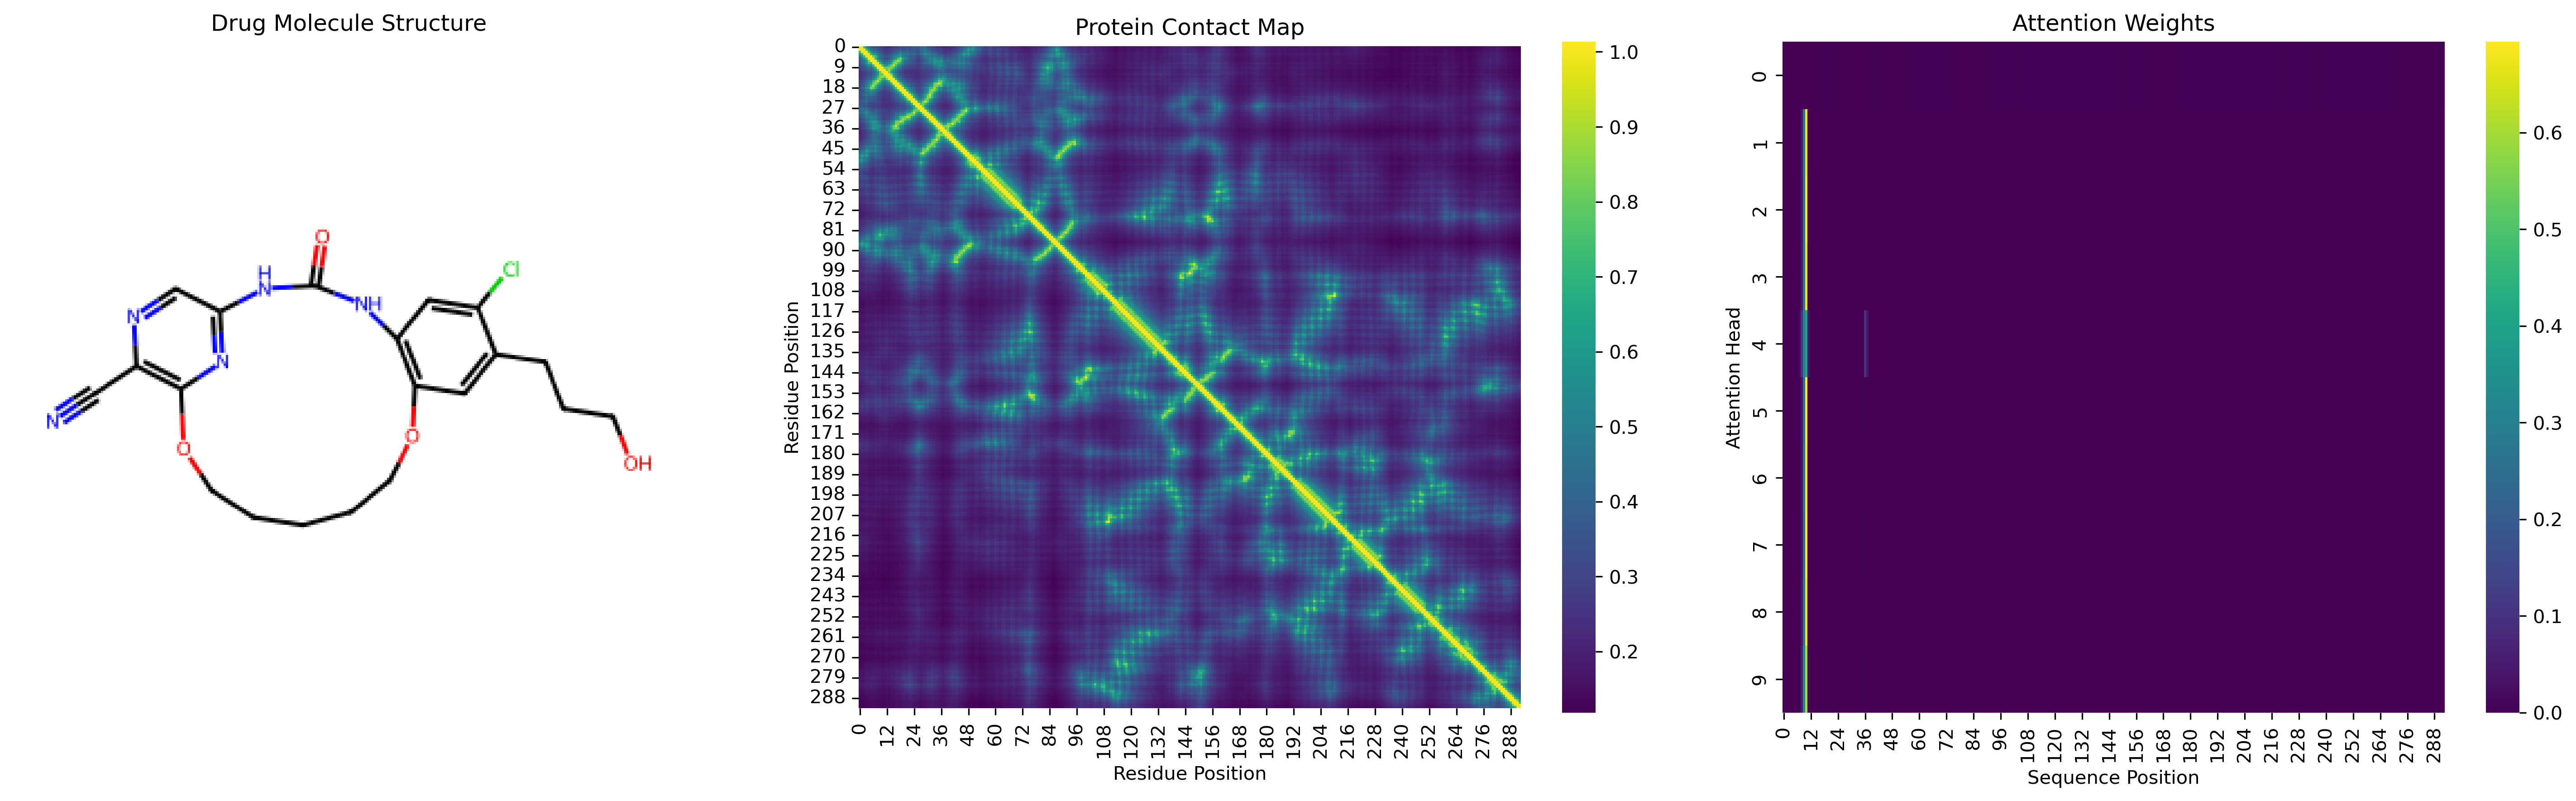 Drug Molecule Structure
O
Cl
H
N
NH
N
N
N
O
O
OH
Protein Contact Map
Residue Position
0
9
18
27
36
45
54
63
72
81
90
99
108
117
126
135
144
153
162
171
180
189
198
207
216
225
234
243
252
261
270
279
288
0 12 24 36 48 60 72 84 96 108 120 132 144 156 168 180 192 204 216 228 240 252 264 276 288
Residue Position
1.0
0.9
0.8
0.7
0.6
0.5
0.4
0.3
0.2
Attention Weights
Attention Head
0
1
2
3
4
5
6
7
8
9
0 12 24 36 48 60 72 84 96 108 120 132 144 156 168 180 192 204 216 228 240 252 264 276 288
Sequence Position
0.6
0.5
0.4
0.3
0.2
0.1
0.0